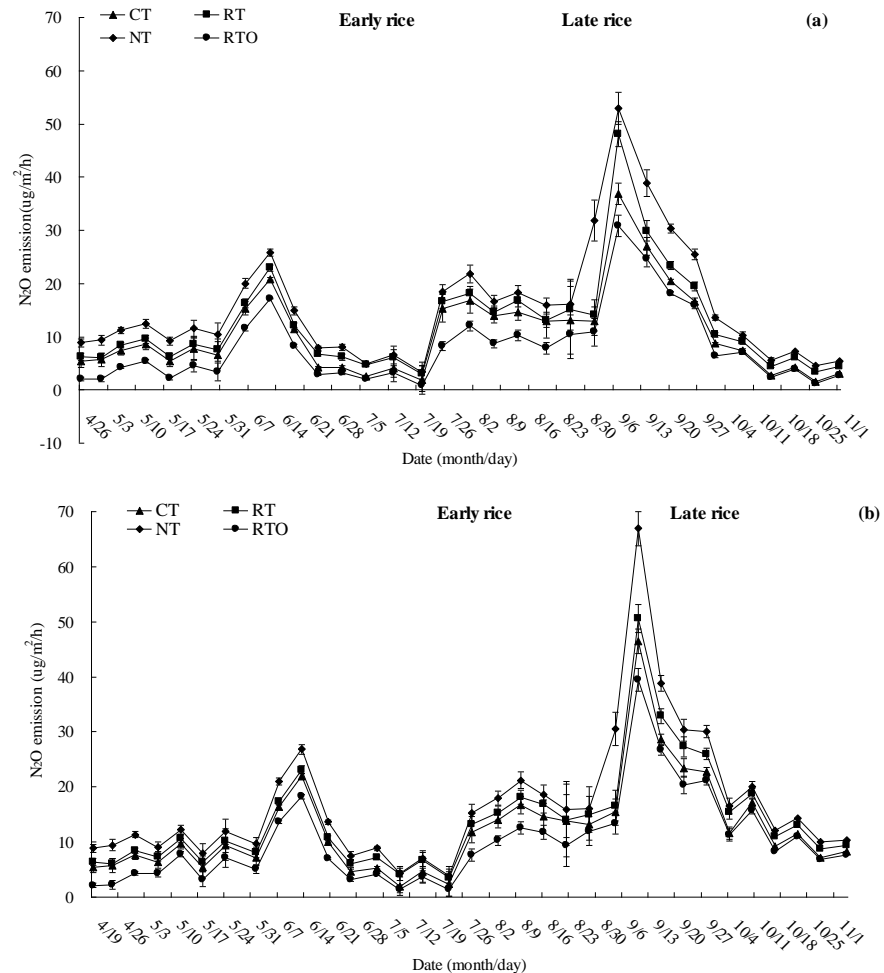 CT RT Early rice Late rice (a)
NT RTO
70
60
50
40
30
20
10
0
-10
N₂O emission(ug/m²/h)
4/26 5/3 5/10 5/17 5/24 5/31 6/7 6/14 6/21 6/28 7/5 7/12 7/19 7/26 8/2 8/9 8/16 8/23 8/30 9/6 9/13 9/20 9/27 10/4 10/11 10/18 10/25 11/1
Date (month/day)
CT RT Early rice Late rice (b)
NT RTO
70
60
50
40
30
20
10
0
N₂O emission (ug/m²/h)
4/19 4/26 5/3 5/10 5/17 5/24 5/31 6/7 6/14 6/21 6/28 7/5 7/12 7/19 7/26 8/2 8/9 8/16 8/23 8/30 9/6 9/13 9/20 9/27 10/4 10/11 10/18 10/25 11/1
Date (month/day)